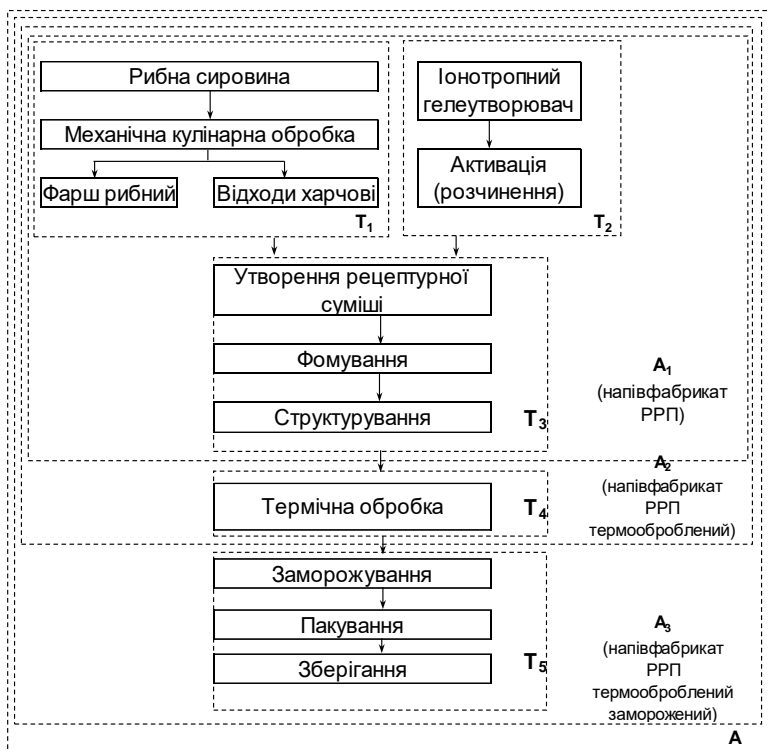 Рибна сировина
Механічна кулінарна обробка
Фарш рибний
Відходи харчові
T₁
Іонотропний
гелеутворювач
Активація
(розчинення)
T₂
Утворення рецептурної
суміші
Фомування
Структурування
T₃
A₁
(напівфабрикат
РРП)
Термічна обробка
T₄
A₂
(напівфабрикат
РРП
термооброблений)
Заморожування
Пакування
Зберігання
T₅
A₃
(напівфабрикат
РРП
термооброблений
заморожений)
A